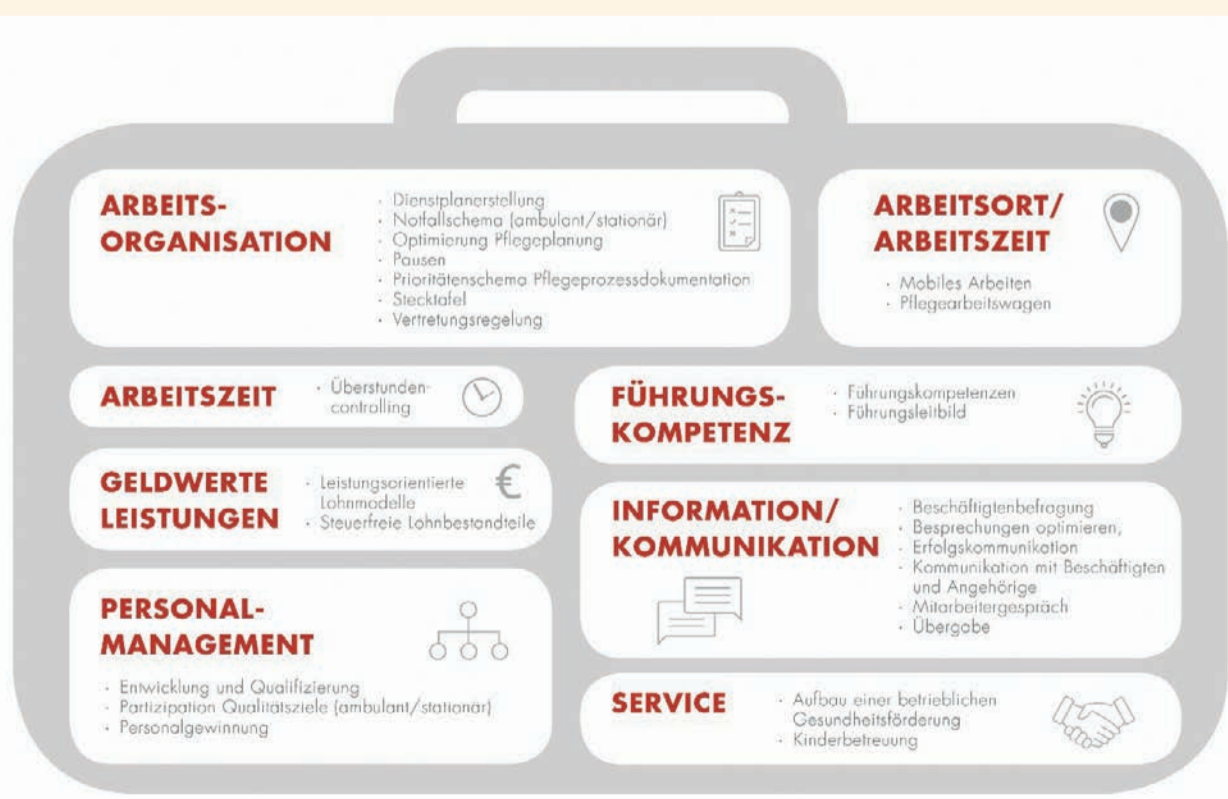 ARBEITS-
ORGANISATION
· Dienstplanerstellung
· Notfallschema (ambulant/stationär)
· Optimierung Pflegeplanung
· Pausen
· Prioritätenschema Pflegeprozessdokumentation
· Stecktafel
· Vertretungsregelung
ARBEITSORT/
ARBEITSZEIT
· Mobiles Arbeiten
· Pflegearbeitswagen
ARBEITSZEIT
· Überstunden-
controlling
FÜHRUNGS-
KOMPETENZ
· Führungskompetenzen
· Führungsleitbild
GELDWERTE
LEISTUNGEN
· Leistungsorientierte
Lohnmodelle
· Steuerfreie Lohnbestandteile
€
INFORMATION/
KOMMUNIKATION
· Beschäftigtenbefragung
· Besprechungen optimieren,
· Erfolgskommunikation
· Kommunikation mit Beschäftigten
und Angehörige
· Mitarbeitergespräch
· Übergabe
PERSONAL-
MANAGEMENT
· Entwicklung und Qualifizierung
· Partizipation Qualitätsziele (ambulant/stationär)
· Personalgewinnung
SERVICE
· Aufbau einer betrieblichen
Gesundheitsförderung
· Kinderbetreuung